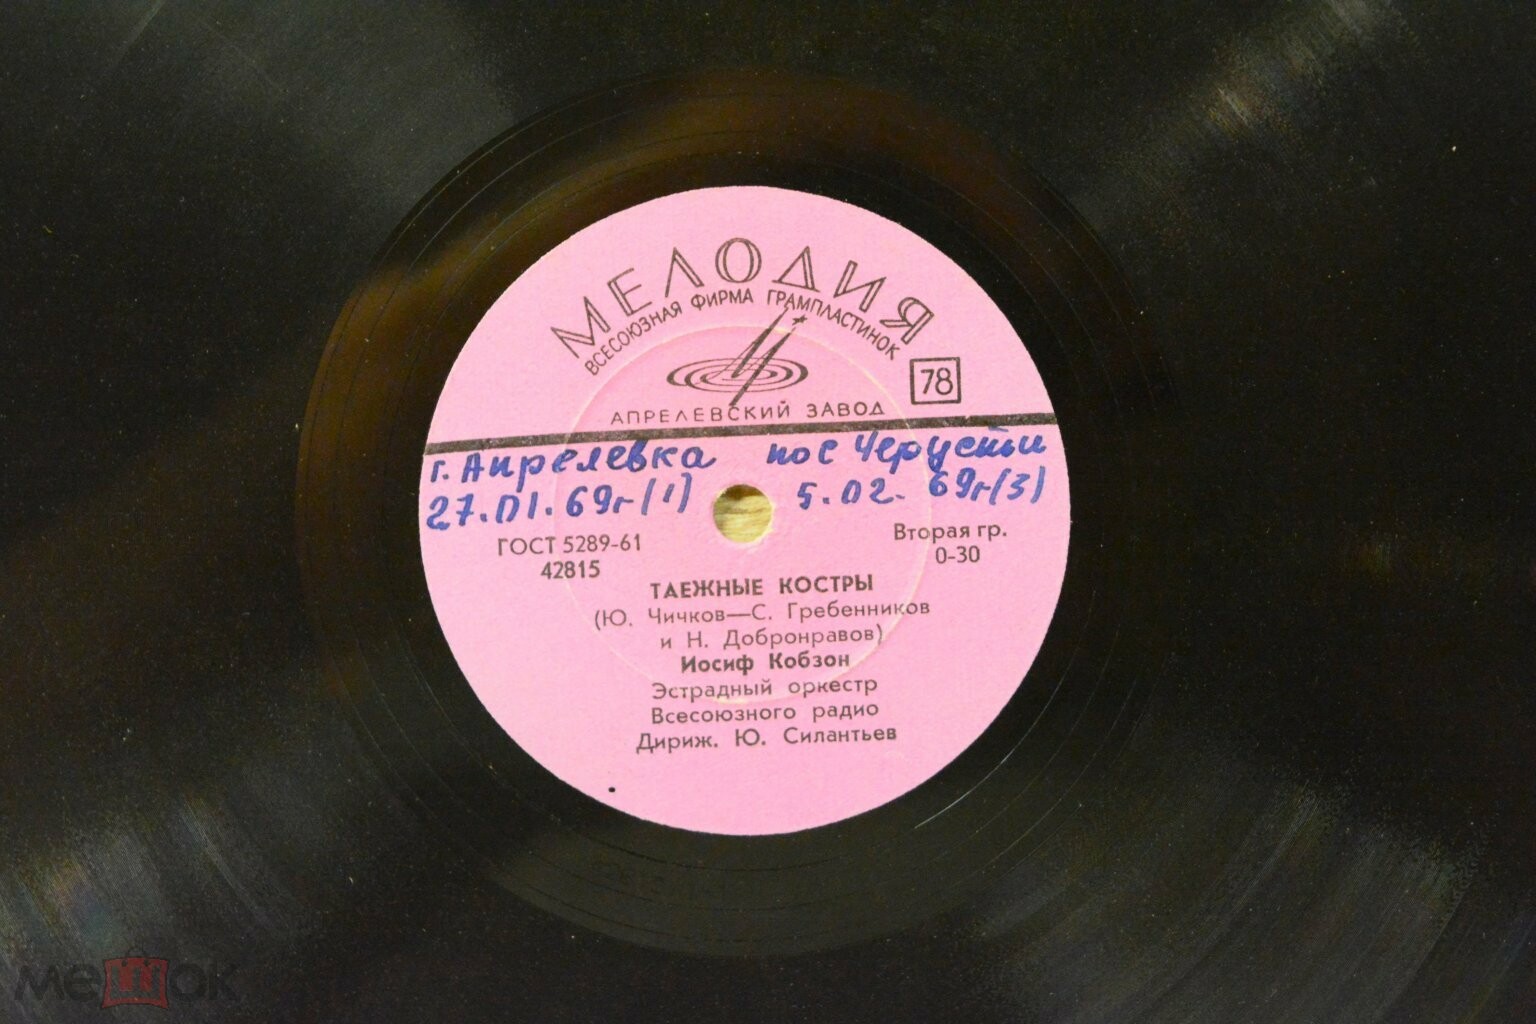 МЕЛОДИЯ
ВСЕСОЮЗНАЯ ФИРМА ГРАМПЛАСТИНОК
78
АПРЕЛЕВСКИЙ ЗАВОД
г. Апрелевка пос Черусти
27.01.69г(1) 5.02.69г(3)
ГОСТ 5289-61
42815
Вторая гр.
0-30
ТАЕЖНЫЕ КОСТРЫ
(Ю. Чичков—С. Гребенников
и Н. Добронравов)
Иосиф Кобзон
Эстрадный оркестр
Всесоюзного радио
Дириж. Ю. Силантьев
мешок